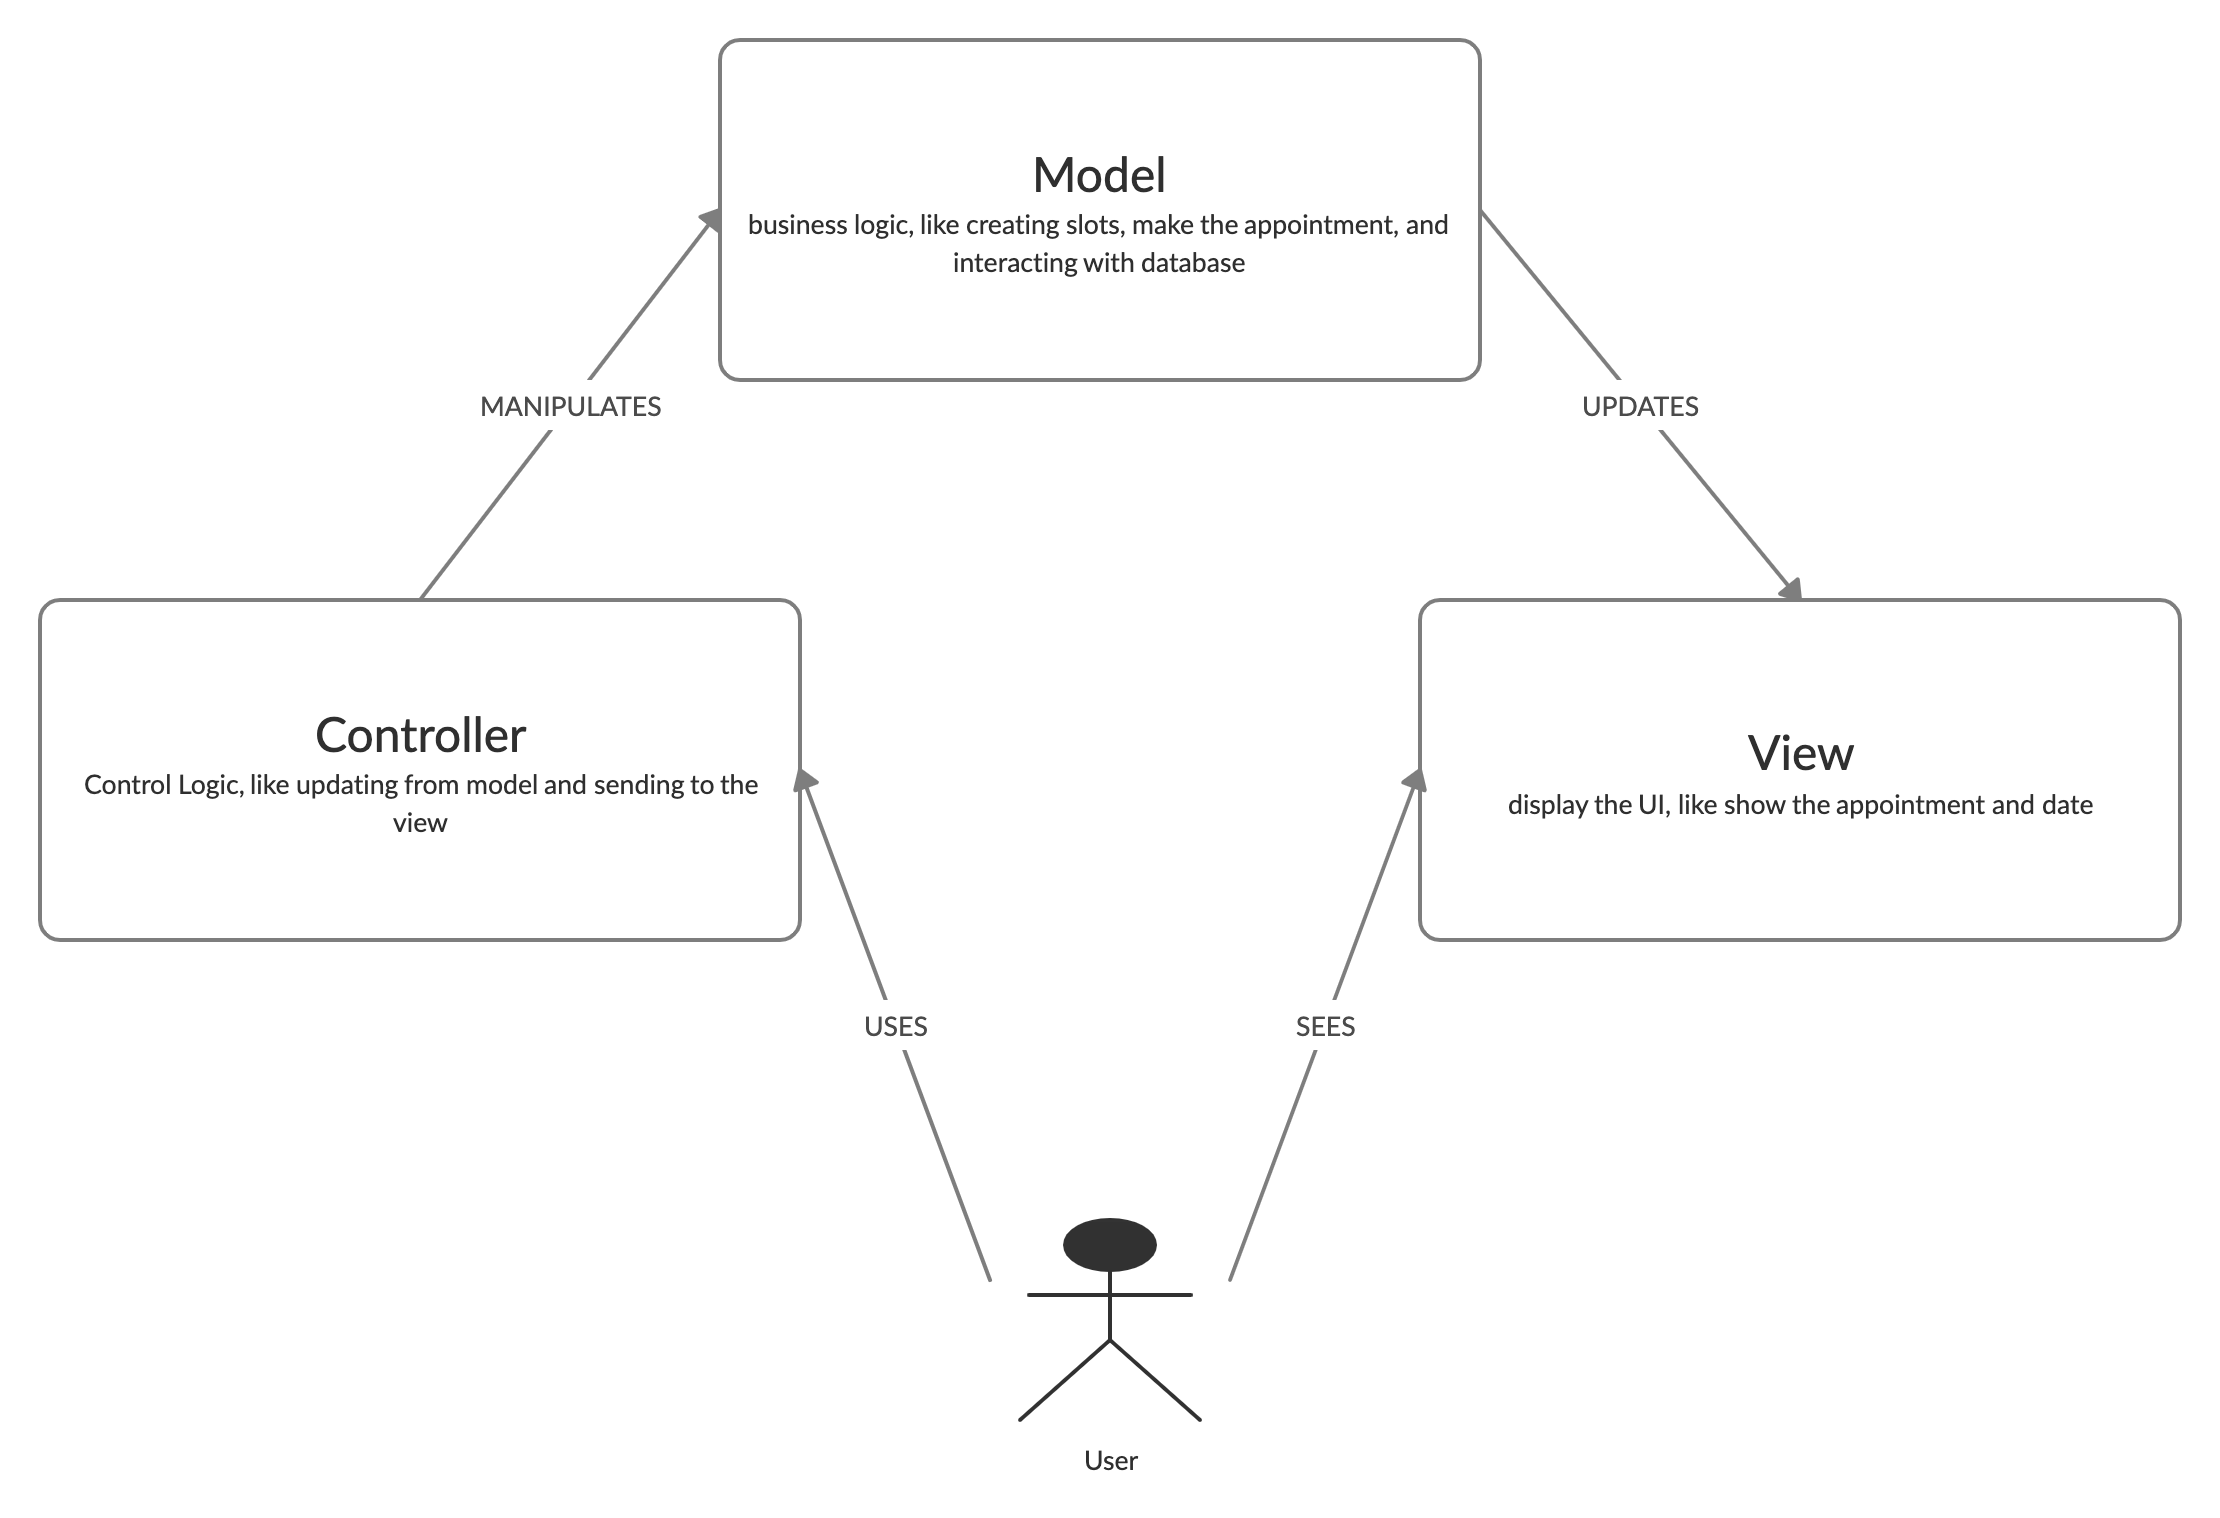 Model
business logic, like creating slots, make the appointment, and
interacting with database
MANIPULATES
UPDATES
Controller
Control Logic, like updating from model and sending to the
view
View
display the UI, like show the appointment and date
USES
SEES
User